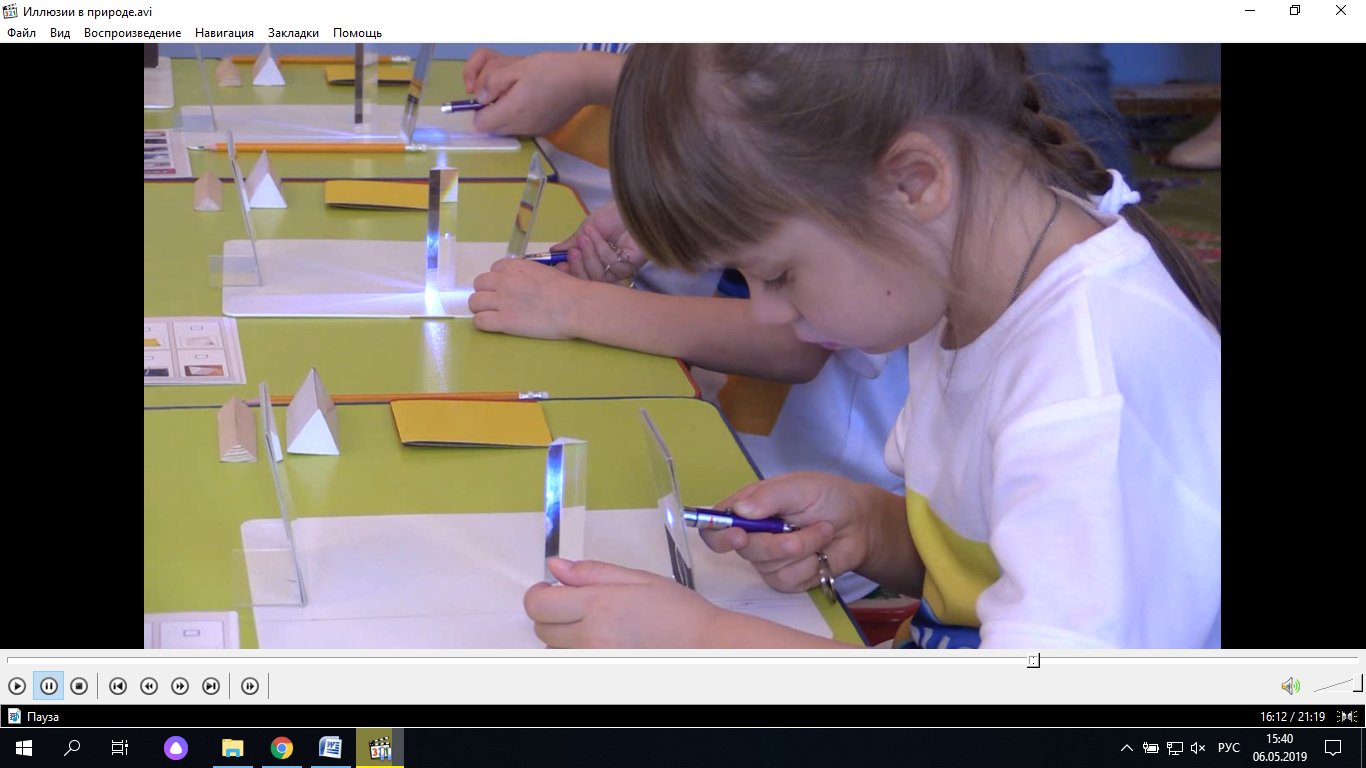 Иллюзии в природе.avi
Файл Вид Воспроизведение Навигация Закладки Помощь
Пауза
16:12 / 21:19
РУС
15:40
06.05.2019